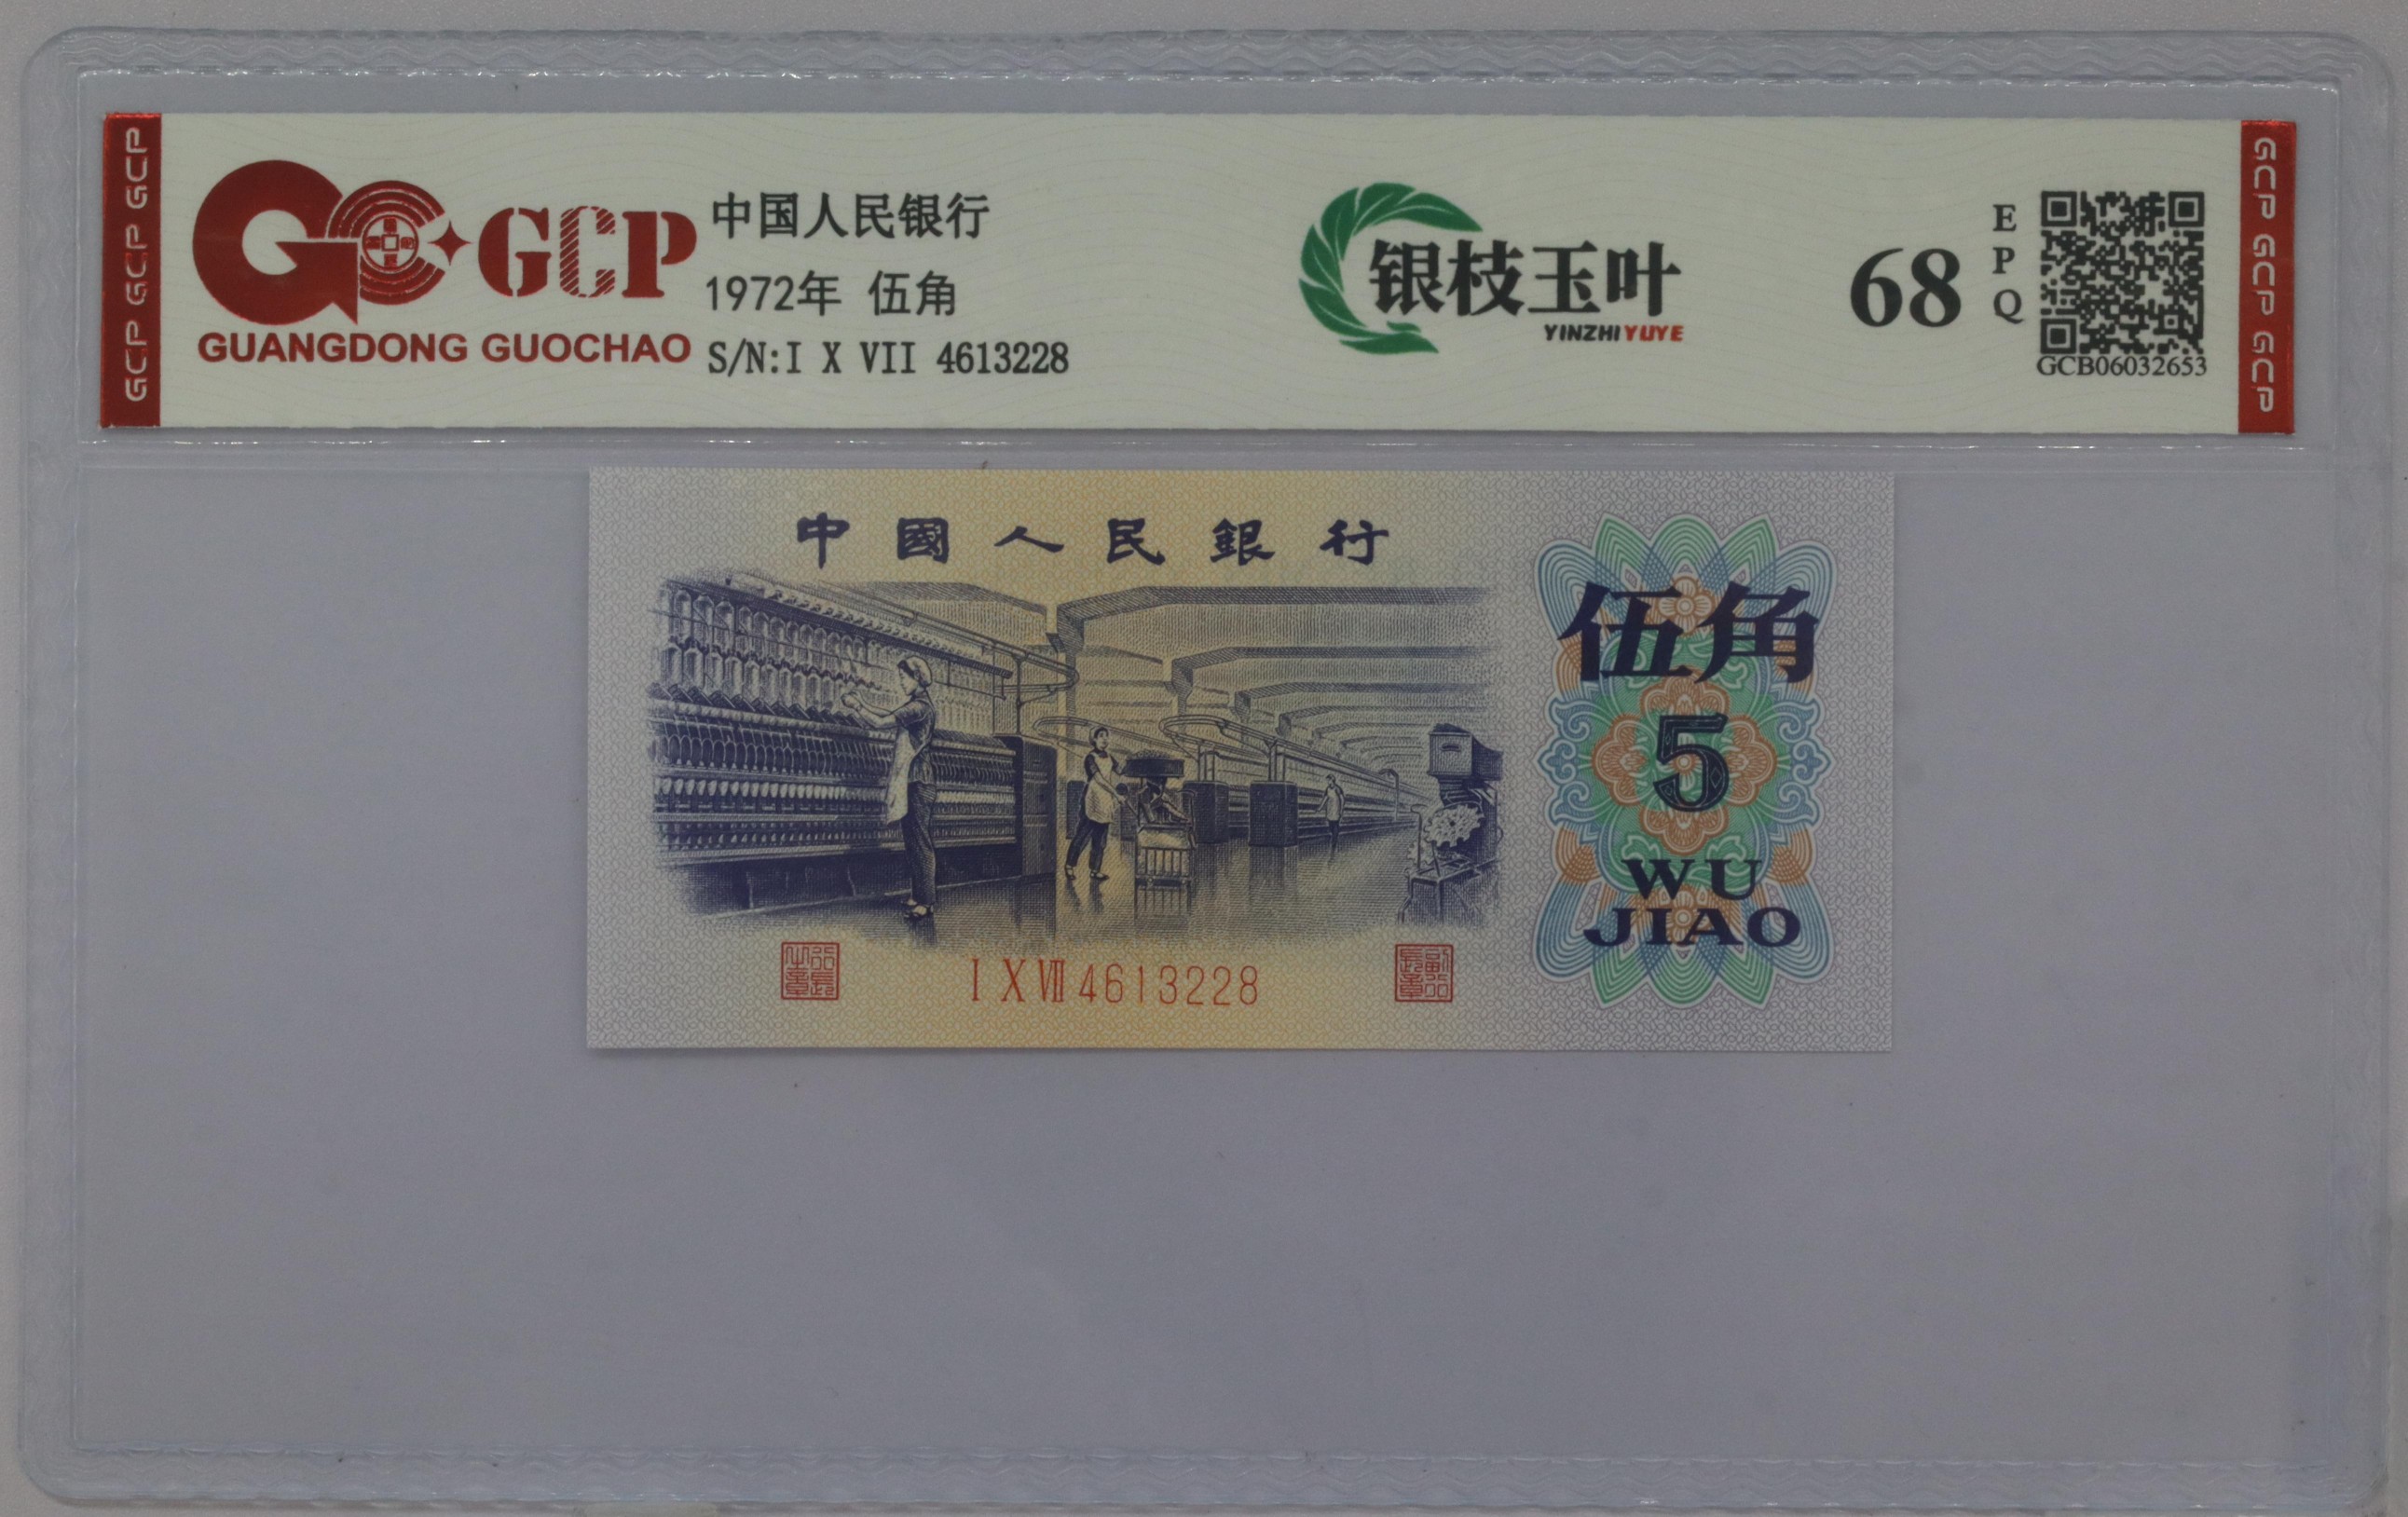 GCP GCP GCP
GCP
GUANGDONG GUOCHAO
中国人民银行
1972年 伍角
S/N:I X VII 4613228
银枝玉叶
YINZHIYUYE
68
EPQ
GCB06032653
GCP GCP GCP
中國人民銀行
伍角
5
WU
JIAO
I X VII 4613228